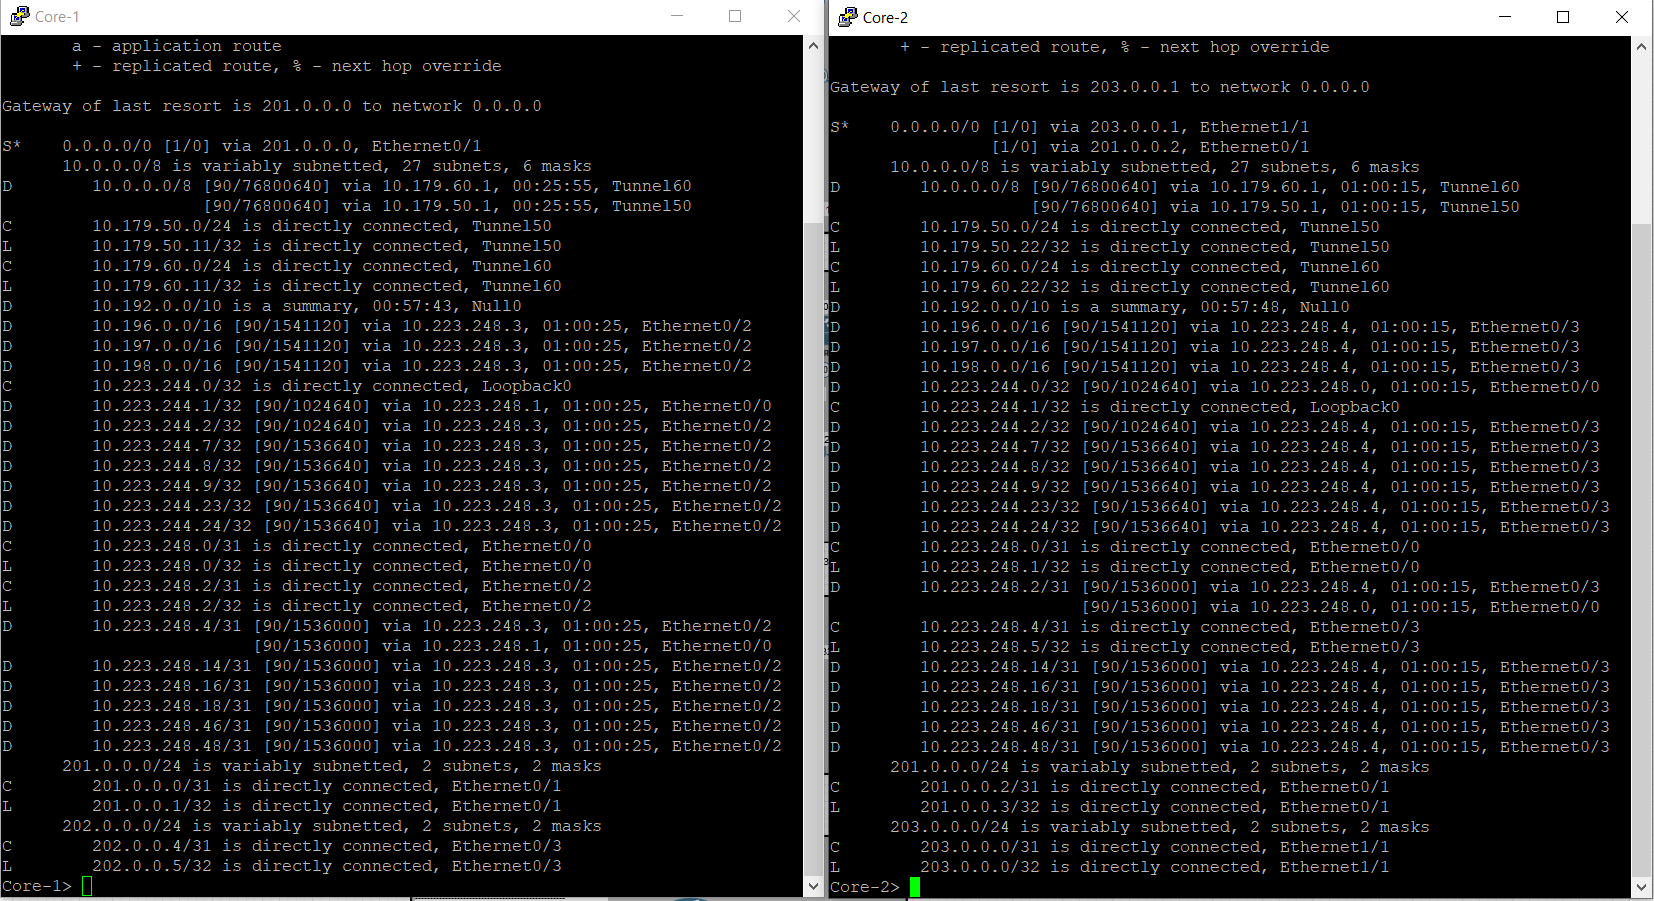 Core-1
a - application route
+ - replicated route, % - next hop override
Gateway of last resort is 201.0.0.0 to network 0.0.0.0
S*    0.0.0.0/0 [1/0] via 201.0.0.0, Ethernet0/1
10.0.0.0/8 is variably subnetted, 27 subnets, 6 masks
D        10.0.0.0/8 [90/76800640] via 10.179.60.1, 00:25:55, Tunnel60
[90/76800640] via 10.179.50.1, 00:25:55, Tunnel50
C        10.179.50.0/24 is directly connected, Tunnel50
L        10.179.50.11/32 is directly connected, Tunnel50
C        10.179.60.0/24 is directly connected, Tunnel60
L        10.179.60.11/32 is directly connected, Tunnel60
D        10.192.0.0/10 is a summary, 00:57:43, Null0
D        10.196.0.0/16 [90/1541120] via 10.223.248.3, 01:00:25, Ethernet0/2
D        10.197.0.0/16 [90/1541120] via 10.223.248.3, 01:00:25, Ethernet0/2
D        10.198.0.0/16 [90/1541120] via 10.223.248.3, 01:00:25, Ethernet0/2
C        10.223.244.0/32 is directly connected, Loopback0
D        10.223.244.1/32 [90/1024640] via 10.223.248.1, 01:00:25, Ethernet0/0
D        10.223.244.2/32 [90/1024640] via 10.223.248.3, 01:00:25, Ethernet0/2
D        10.223.244.7/32 [90/1536640] via 10.223.248.3, 01:00:25, Ethernet0/2
D        10.223.244.8/32 [90/1536640] via 10.223.248.3, 01:00:25, Ethernet0/2
D        10.223.244.9/32 [90/1536640] via 10.223.248.3, 01:00:25, Ethernet0/2
D        10.223.244.23/32 [90/1536640] via 10.223.248.3, 01:00:25, Ethernet0/2
D        10.223.244.24/32 [90/1536640] via 10.223.248.3, 01:00:25, Ethernet0/2
C        10.223.248.0/31 is directly connected, Ethernet0/0
L        10.223.248.0/32 is directly connected, Ethernet0/0
C        10.223.248.2/31 is directly connected, Ethernet0/2
L        10.223.248.2/32 is directly connected, Ethernet0/2
D        10.223.248.4/31 [90/1536000] via 10.223.248.3, 01:00:25, Ethernet0/2
[90/1536000] via 10.223.248.1, 01:00:25, Ethernet0/0
D        10.223.248.14/31 [90/1536000] via 10.223.248.3, 01:00:25, Ethernet0/2
D        10.223.248.16/31 [90/1536000] via 10.223.248.3, 01:00:25, Ethernet0/2
D        10.223.248.18/31 [90/1536000] via 10.223.248.3, 01:00:25, Ethernet0/2
D        10.223.248.46/31 [90/1536000] via 10.223.248.3, 01:00:25, Ethernet0/2
D        10.223.248.48/31 [90/1536000] via 10.223.248.3, 01:00:25, Ethernet0/2
201.0.0.0/24 is variably subnetted, 2 subnets, 2 masks
C        201.0.0.0/31 is directly connected, Ethernet0/1
L        201.0.0.1/32 is directly connected, Ethernet0/1
202.0.0.0/24 is variably subnetted, 2 subnets, 2 masks
C        202.0.0.4/31 is directly connected, Ethernet0/3
L        202.0.0.5/32 is directly connected, Ethernet0/3
Core-1>
Core-2
+ - replicated route, % - next hop override
Gateway of last resort is 203.0.0.1 to network 0.0.0.0
S*    0.0.0.0/0 [1/0] via 203.0.0.1, Ethernet1/1
[1/0] via 201.0.0.2, Ethernet0/1
10.0.0.0/8 is variably subnetted, 27 subnets, 6 masks
D        10.0.0.0/8 [90/76800640] via 10.179.60.1, 01:00:15, Tunnel60
[90/76800640] via 10.179.50.1, 01:00:15, Tunnel50
C        10.179.50.0/24 is directly connected, Tunnel50
L        10.179.50.22/32 is directly connected, Tunnel50
C        10.179.60.0/24 is directly connected, Tunnel60
L        10.179.60.22/32 is directly connected, Tunnel60
D        10.192.0.0/10 is a summary, 00:57:48, Null0
D        10.196.0.0/16 [90/1541120] via 10.223.248.4, 01:00:15, Ethernet0/3
D        10.197.0.0/16 [90/1541120] via 10.223.248.4, 01:00:15, Ethernet0/3
D        10.198.0.0/16 [90/1541120] via 10.223.248.4, 01:00:15, Ethernet0/3
D        10.223.244.0/32 [90/1024640] via 10.223.248.0, 01:00:15, Ethernet0/0
C        10.223.244.1/32 is directly connected, Loopback0
D        10.223.244.2/32 [90/1024640] via 10.223.248.4, 01:00:15, Ethernet0/3
D        10.223.244.7/32 [90/1536640] via 10.223.248.4, 01:00:15, Ethernet0/3
D        10.223.244.8/32 [90/1536640] via 10.223.248.4, 01:00:15, Ethernet0/3
D        10.223.244.9/32 [90/1536640] via 10.223.248.4, 01:00:15, Ethernet0/3
D        10.223.244.23/32 [90/1536640] via 10.223.248.4, 01:00:15, Ethernet0/3
D        10.223.244.24/32 [90/1536640] via 10.223.248.4, 01:00:15, Ethernet0/3
C        10.223.248.0/31 is directly connected, Ethernet0/0
L        10.223.248.1/32 is directly connected, Ethernet0/0
D        10.223.248.2/31 [90/1536000] via 10.223.248.4, 01:00:15, Ethernet0/3
[90/1536000] via 10.223.248.0, 01:00:15, Ethernet0/0
C        10.223.248.4/31 is directly connected, Ethernet0/3
L        10.223.248.5/32 is directly connected, Ethernet0/3
D        10.223.248.14/31 [90/1536000] via 10.223.248.4, 01:00:15, Ethernet0/3
D        10.223.248.16/31 [90/1536000] via 10.223.248.4, 01:00:15, Ethernet0/3
D        10.223.248.18/31 [90/1536000] via 10.223.248.4, 01:00:15, Ethernet0/3
D        10.223.248.46/31 [90/1536000] via 10.223.248.4, 01:00:15, Ethernet0/3
D        10.223.248.48/31 [90/1536000] via 10.223.248.4, 01:00:15, Ethernet0/3
201.0.0.0/24 is variably subnetted, 2 subnets, 2 masks
C        201.0.0.2/31 is directly connected, Ethernet0/1
L        201.0.0.3/32 is directly connected, Ethernet0/1
203.0.0.0/24 is variably subnetted, 2 subnets, 2 masks
C        203.0.0.0/31 is directly connected, Ethernet1/1
L        203.0.0.0/32 is directly connected, Ethernet1/1
Core-2>